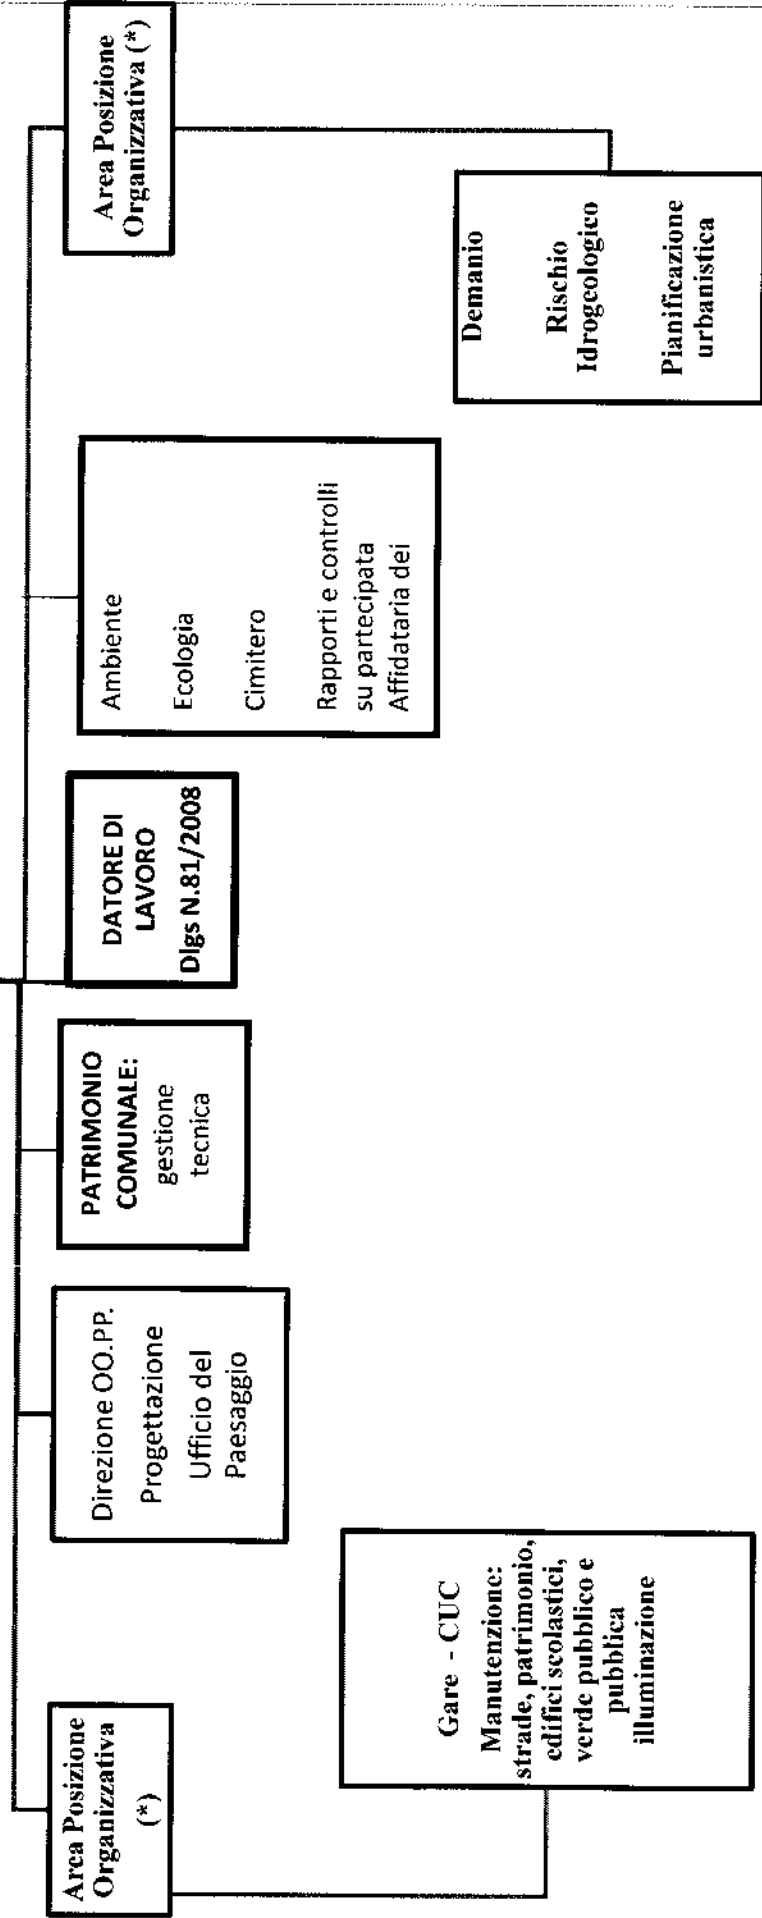 Area Posizione
Organizzativa
(*)
Gare - CUC
Manutenzione:
strade, patrimonio,
edifici scolastici,
verde pubblico e
pubblica
illuminazione
Direzione OO.PP.
Progettazione
Ufficio del
Paesaggio
PATRIMONIO
COMUNALE:
gestione
tecnica
DATORE DI
LAVORO
Dlgs N.81/2008
Ambiente
Ecologia
Cimitero
Rapporti e controlli
su partecipata
Affidataria dei
Area Posizione
Organizzativa (*)
Demanio
Rischio
Idrogeologico
Pianificazione
urbanistica